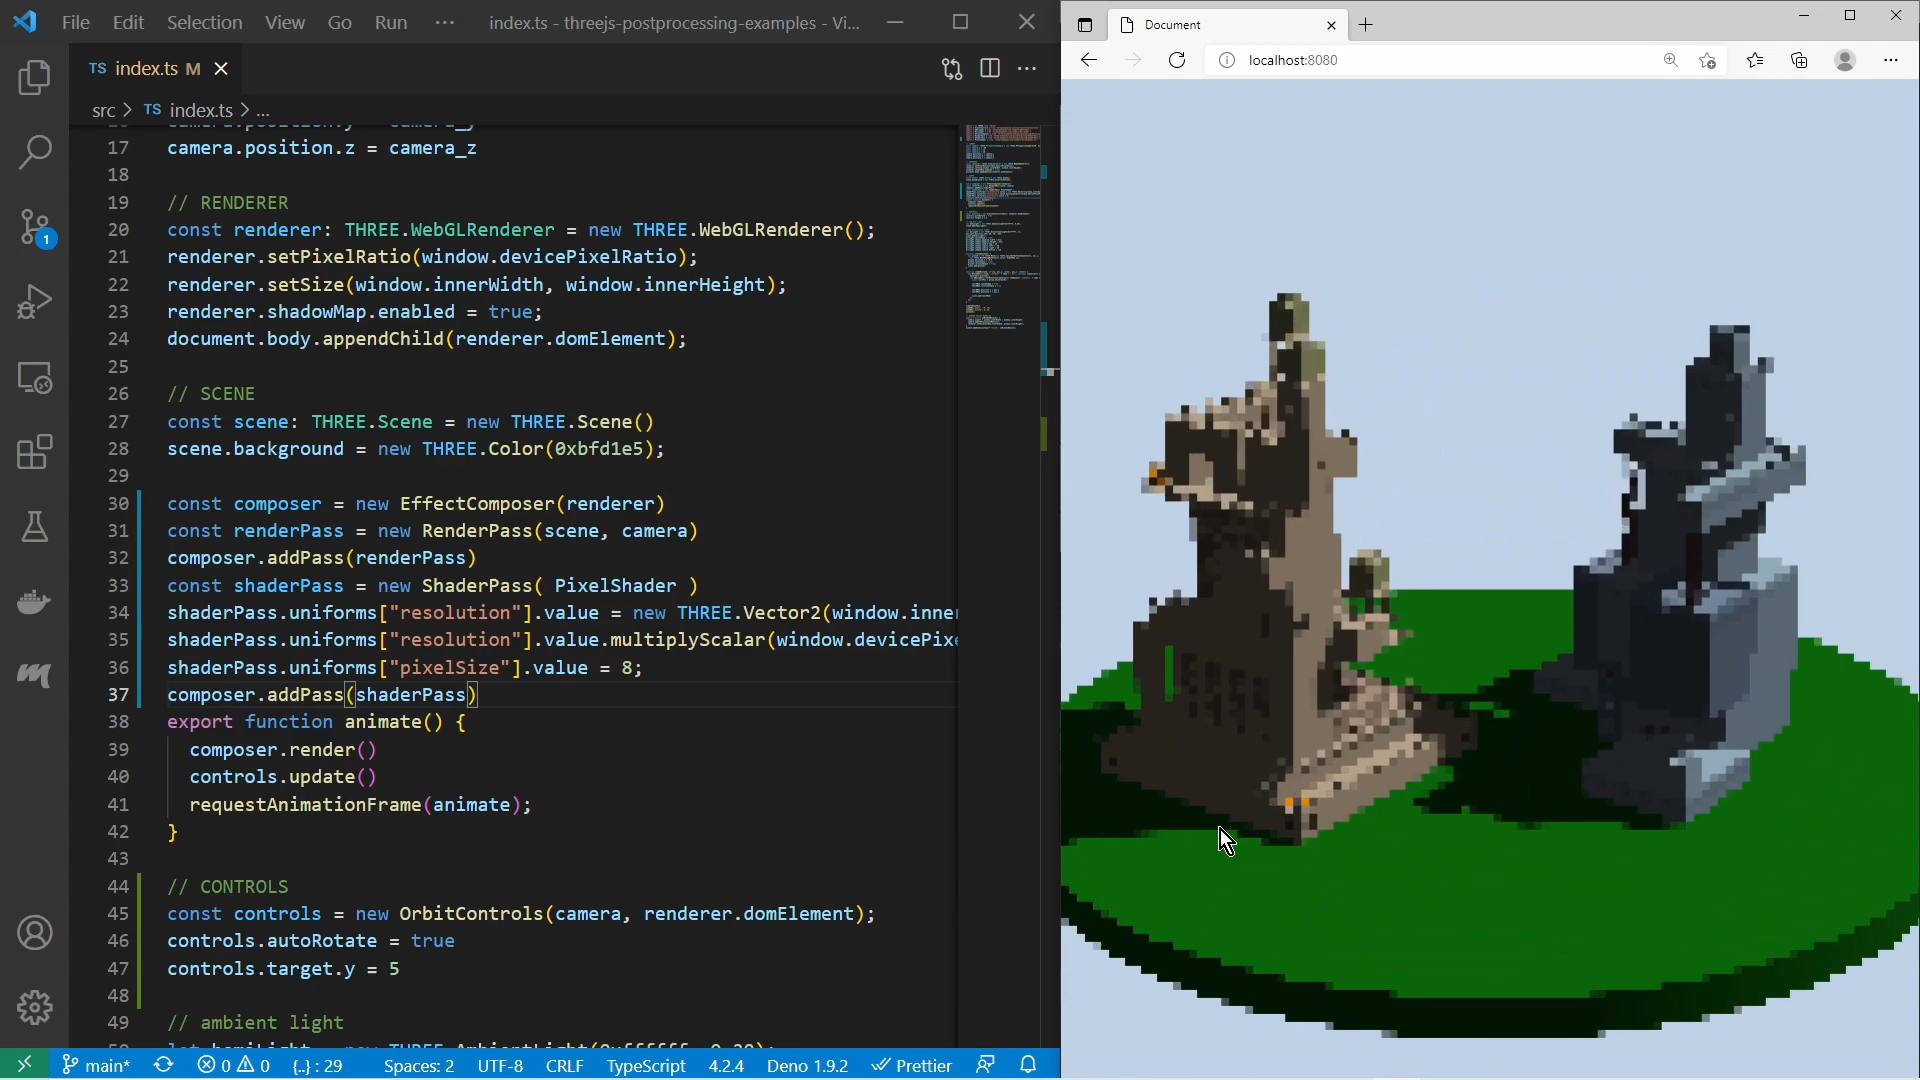 File Edit Selection View Go Run ··· index.ts - threejs-postprocessing-examples - Vi...
TS index.ts M
src > TS index.ts > ...
17 camera.position.z = camera_z
18
19 // RENDERER
20 const renderer: THREE.WebGLRenderer = new THREE.WebGLRenderer();
21 renderer.setPixelRatio(window.devicePixelRatio);
22 renderer.setSize(window.innerWidth, window.innerHeight);
23 renderer.shadowMap.enabled = true;
24 document.body.appendChild(renderer.domElement);
25
26 // SCENE
27 const scene: THREE.Scene = new THREE.Scene()
28 scene.background = new THREE.Color(0xbfd1e5);
29
30 const composer = new EffectComposer(renderer)
31 const renderPass = new RenderPass(scene, camera)
32 composer.addPass(renderPass)
33 const shaderPass = new ShaderPass( PixelShader )
34 shaderPass.uniforms["resolution"].value = new THREE.Vector2(window.inner
35 shaderPass.uniforms["resolution"].value.multiplyScalar(window.devicePix
36 shaderPass.uniforms["pixelSize"].value = 8;
37 composer.addPass(shaderPass)
38 export function animate() {
39 composer.render()
40 controls.update()
41 requestAnimationFrame(animate);
42 }
43
44 // CONTROLS
45 const controls = new OrbitControls(camera, renderer.domElement);
46 controls.autoRotate = true
47 controls.target.y = 5
48
49 // ambient light
1
main* 0 0 {..} : 29 Spaces: 2 UTF-8 CRLF TypeScript 4.2.4 Deno 1.9.2 Prettier
Document
localhost:8080